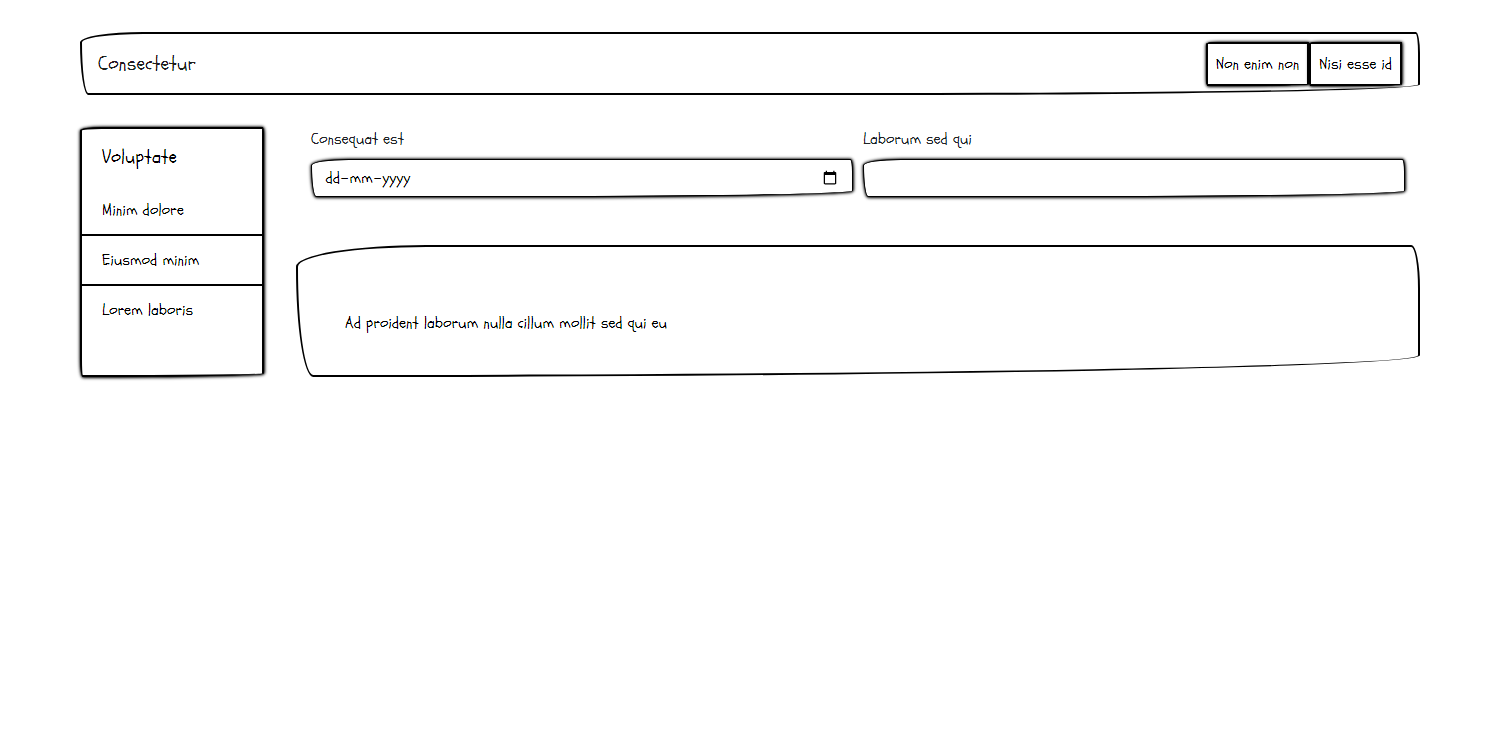 Consectetur
Non enim non
Nisi esse id
Voluptate
Minim dolore
Eiusmod minim
Lorem laboris
Consequat est
dd-mm-yyyy
Laborum sed qui
Ad proident laborum nulla cillum mollit sed qui eu